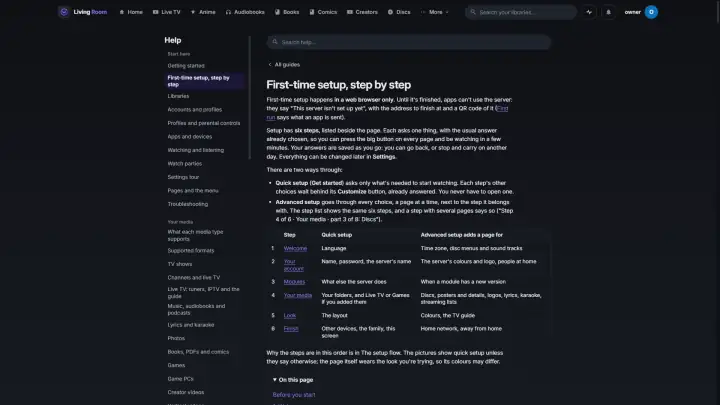 Living Room
Home
Live TV
Anime
Audiobooks
Books
Comics
Creators
Discs
More
Search your libraries...
owner
O
Help
Start here
Getting started
First-time setup, step by
step
Libraries
Accounts and profiles
Profiles and parental controls
Apps and devices
Watching and listening
Watch parties
Settings tour
Pages and the menu
Troubleshooting
Your media
What each media type
supports
Supported formats
TV shows
Channels and live TV
Live TV: tuners, IPTV and the
guide
Music, audiobooks and
podcasts
Lyrics and karaoke
Photos
Books, PDFs and comics
Games
Game PCs
Creator videos
Search help...
All guides
First-time setup, step by step
First-time setup happens in a web browser only. Until it's finished, apps can't use the server:
they say "This server isn't set up yet", with the address to finish at and a QR code of it (First
run says what an app is sent).
Setup has six steps, listed beside the page. Each asks one thing, with the usual answer
already chosen, so you can press the big button on every page and be watching in a few
minutes. Your answers are saved as you go; you can go back, or stop and carry on another
day. Everything can be changed later in Settings.
There are two ways through:
• Quick setup (Get started) asks only what's needed to start watching. Each step's other
choices wait behind its Customize button, already answered. You never have to open one.
• Advanced setup goes through every choice, a page at a time, next to the step it belongs
with. The step list shows the same six steps, and a step with several pages says so ("Step
4 of 6 · Your media · part 3 of 8: Discs").
Step Quick setup Advanced setup adds a page for
1 Welcome Language Time zone, disc menus and sound tracks
2 Your account Name, password, the server's name The server's colours and logo, people at home
3 Modules What else the server does When a module has a new version
4 Your media Your folders, and Live TV or Games if you added them Discs, posters and details, logos, lyrics, karaoke, streaming lists
5 Look The layout Colours, the TV guide
6 Finish Other devices, the family, this screen Home network, away from home
Why the steps are in this order is in The setup flow. The pictures show quick setup unless
they say otherwise; the page itself wears the look you're trying, so its colours may differ.
▼ On this page
Before you start